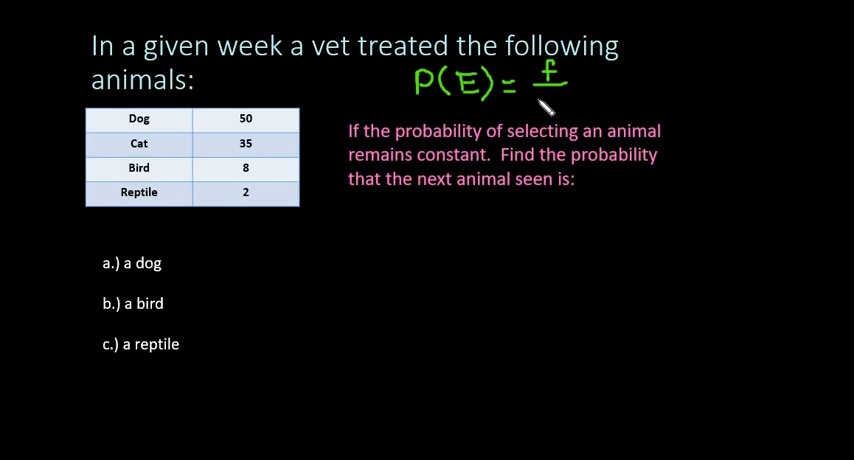 In a given week a vet treated the following
animals:
P(E) = f
Dog 50
Cat 35
Bird 8
Reptile 2
If the probability of selecting an animal
remains constant. Find the probability
that the next animal seen is:
a.) a dog
b.) a bird
c.) a reptile